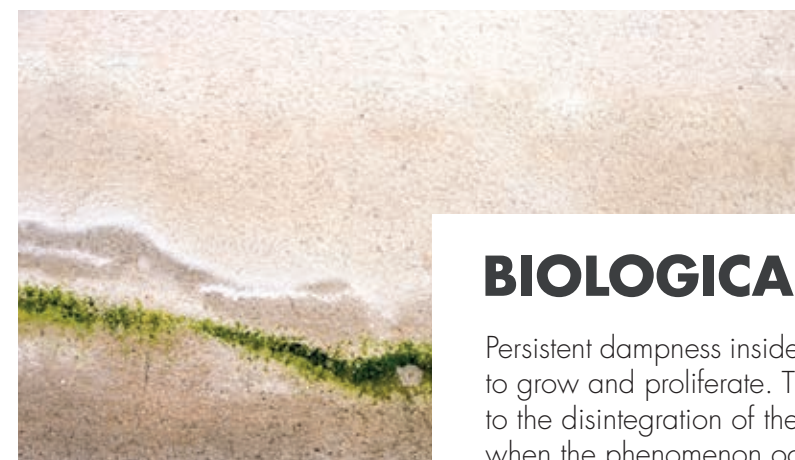 BIOLOGICA
Persistent dampness inside
to grow and proliferate. T
to the disintegration of the
when the phenomenon oc